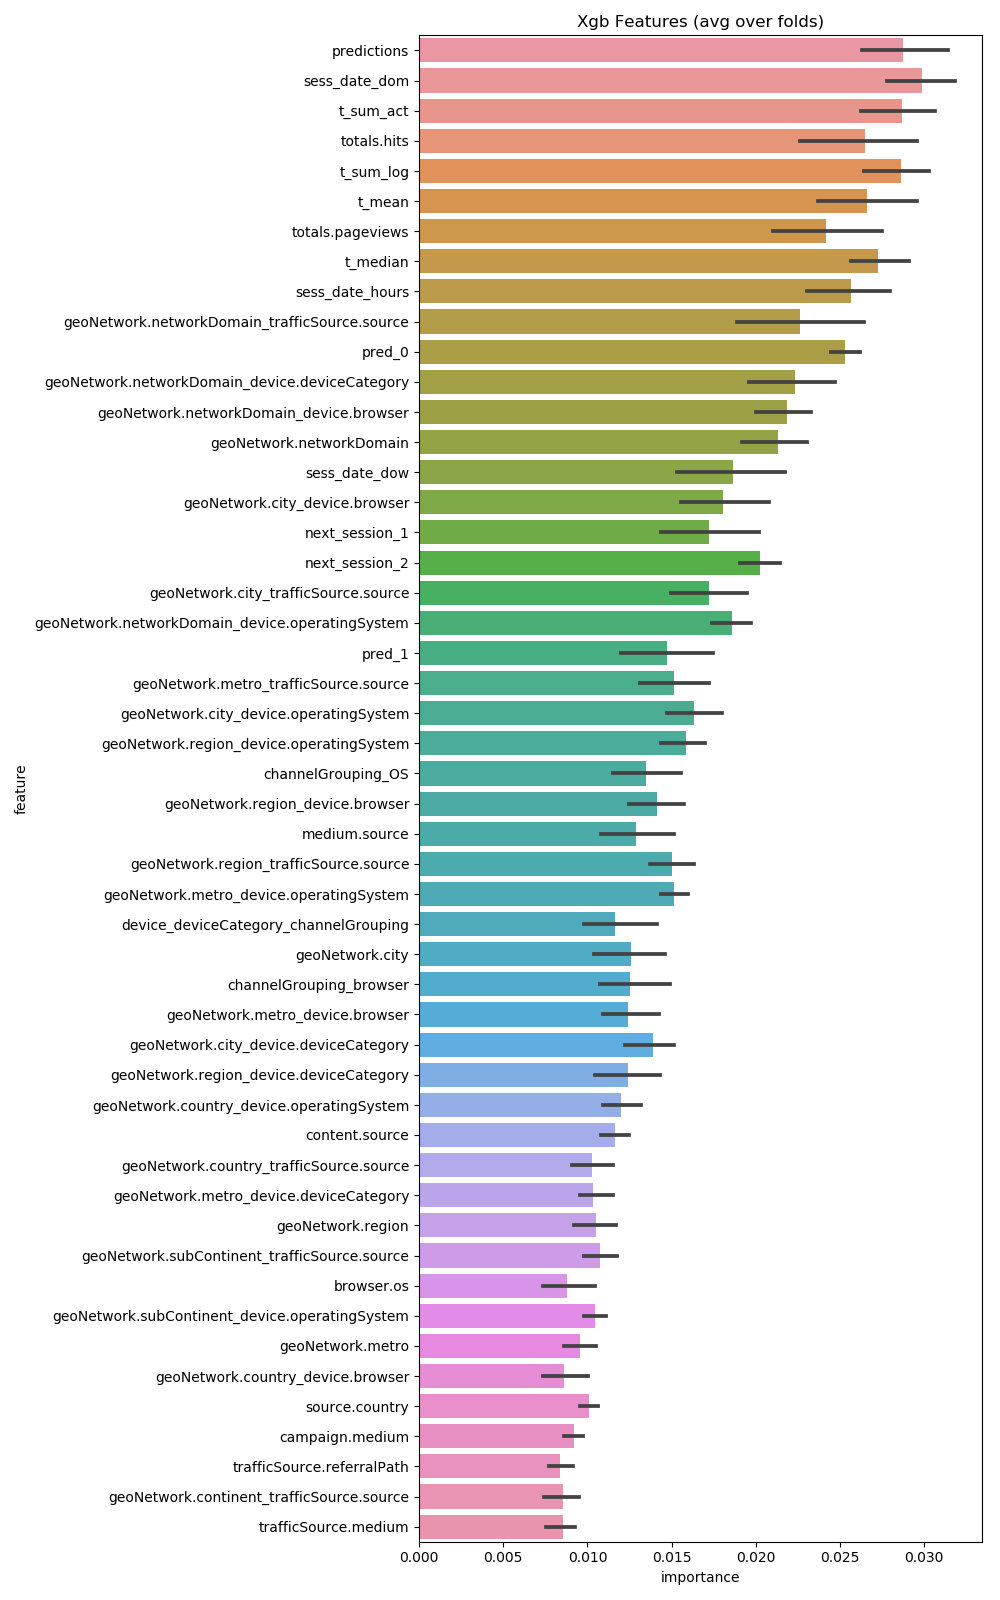 Xgb Features (avg over folds)
predictions
sess_date_dom
t_sum_act
totals.hits
t_sum_log
t_mean
totals.pageviews
t_median
sess_date_hours
geoNetwork.networkDomain_trafficSource.source
pred_0
geoNetwork.networkDomain_device.deviceCategory
geoNetwork.networkDomain_device.browser
geoNetwork.networkDomain
sess_date_dow
geoNetwork.city_device.browser
next_session_1
next_session_2
geoNetwork.city_trafficSource.source
geoNetwork.networkDomain_device.operatingSystem
pred_1
geoNetwork.metro_trafficSource.source
geoNetwork.city_device.operatingSystem
geoNetwork.region_device.operatingSystem
channelGrouping_OS
geoNetwork.region_device.browser
medium.source
geoNetwork.region_trafficSource.source
geoNetwork.metro_device.operatingSystem
device_deviceCategory_channelGrouping
geoNetwork.city
channelGrouping_browser
geoNetwork.metro_device.browser
geoNetwork.city_device.deviceCategory
geoNetwork.region_device.deviceCategory
geoNetwork.country_device.operatingSystem
content.source
geoNetwork.country_trafficSource.source
geoNetwork.metro_device.deviceCategory
geoNetwork.region
geoNetwork.subContinent_trafficSource.source
browser.os
geoNetwork.subContinent_device.operatingSystem
geoNetwork.metro
geoNetwork.country_device.browser
source.country
campaign.medium
trafficSource.referralPath
geoNetwork.continent_trafficSource.source
trafficSource.medium
feature
0.000 0.005 0.010 0.015 0.020 0.025 0.030
importance